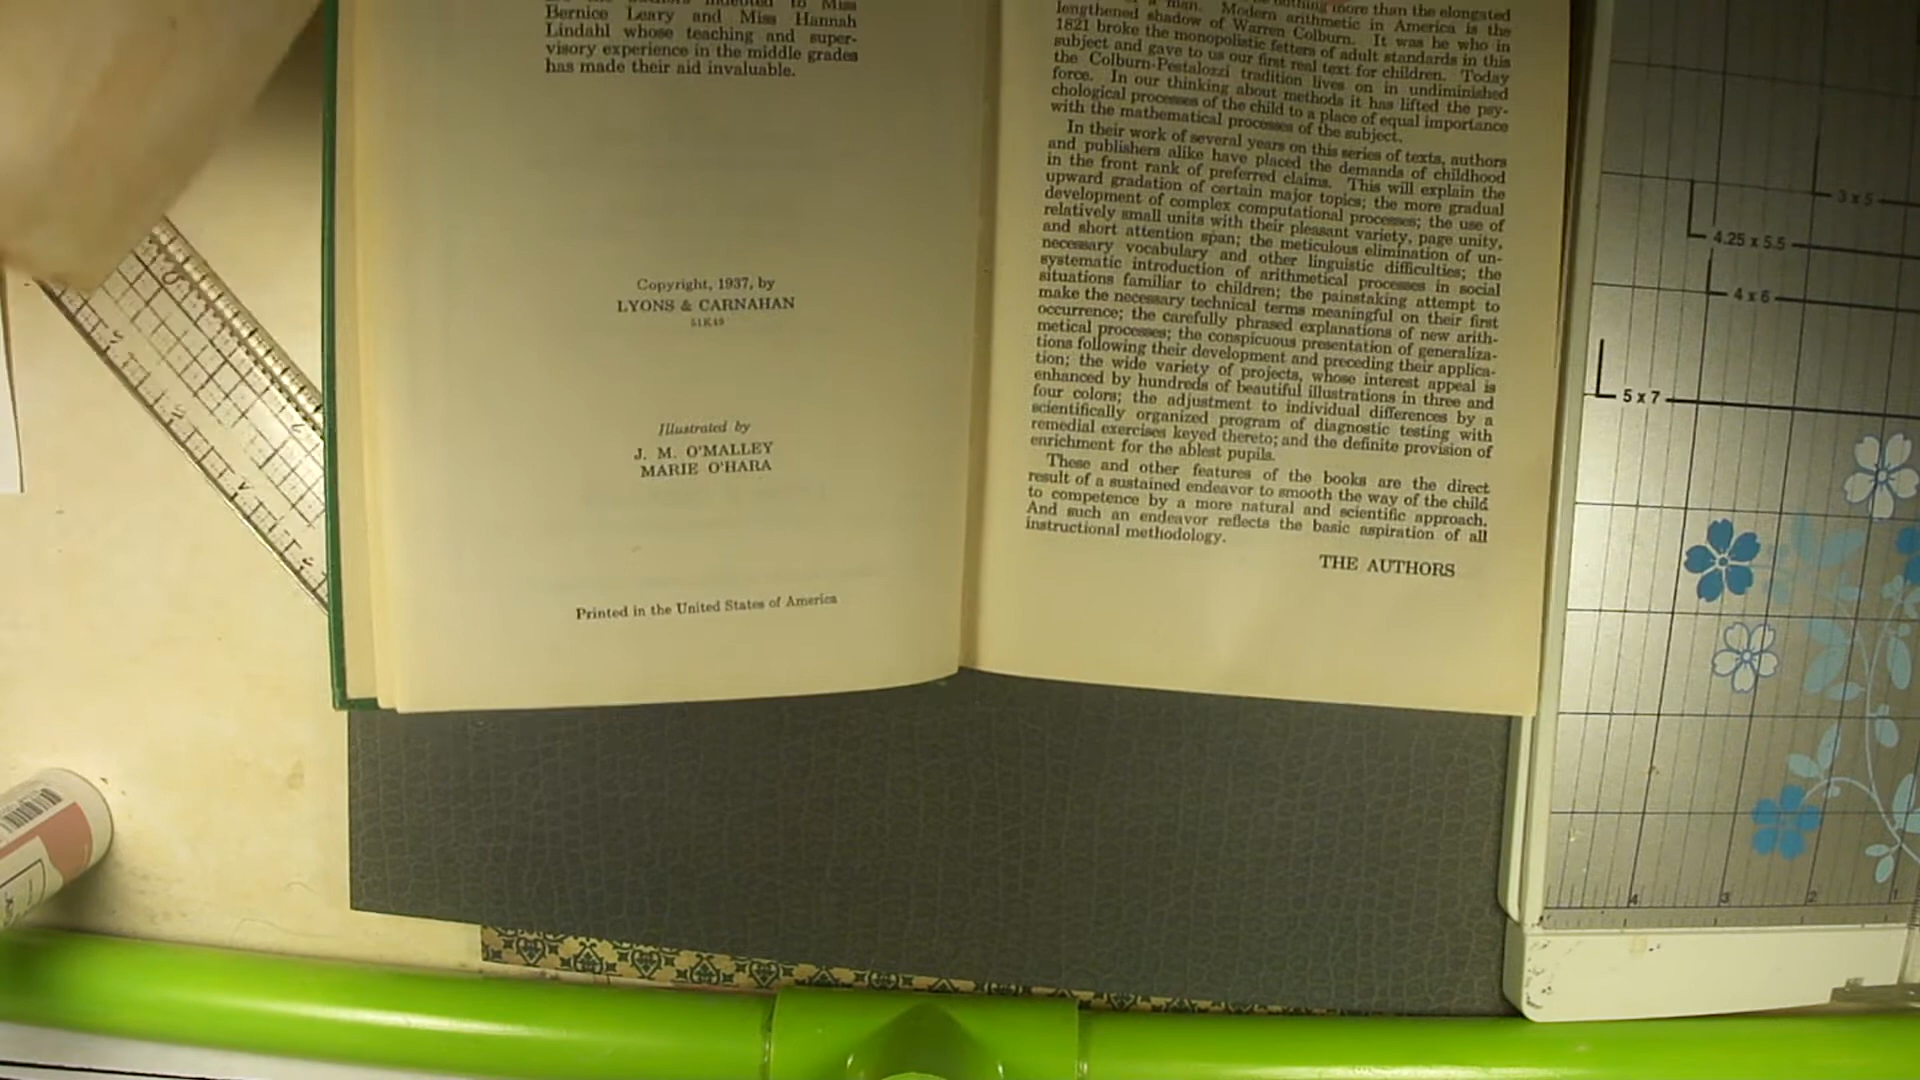 Bernice Leary and Miss Hannah
Lindahl whose teaching and super-
visory experience in the middle grades
has made their aid invaluable.
Copyright, 1937, by
LYONS & CARNAHAN
51K49
Illustrated by
J. M. O'MALLEY
MARIE O'HARA
Printed in the United States of America
nothing more than the elongated
a man. Modern arithmetic in America is the
lengthened shadow of Warren Colburn. It was he who in
1821 broke the monopolistic fetters of adult standards in this
subject and gave to us our first real text for children. Today
the Colburn-Pestalozzi tradition lives on in undiminished
force. In our thinking about methods it has lifted the psy-
chological processes of the child to a place of equal importance
with the mathematical processes of the subject.
In their work of several years on this series of texts, authors
and publishers alike have placed the demands of childhood
in the front rank of preferred claims. This will explain the
upward gradation of certain major topics; the more gradual
development of complex computational processes; the use of
relatively small units with their pleasant variety, page unity,
and short attention span; the meticulous elimination of un-
necessary vocabulary and other linguistic difficulties; the
systematic introduction of arithmetical processes in social
situations familiar to children; the painstaking attempt to
make the necessary technical terms meaningful on their first
occurrence; the carefully phrased explanations of new arith-
metical processes; the conspicuous presentation of generaliza-
tions following their development and preceding their applica-
tion; the wide variety of projects, whose interest appeal is
enhanced by hundreds of beautiful illustrations in three and
four colors; the adjustment to individual differences by a
scientifically organized program of diagnostic testing with
remedial exercises keyed thereto; and the definite provision of
enrichment for the ablest pupils.
These and other features of the books are the direct
result of a sustained endeavor to smooth the way of the child
to competence by a more natural and scientific approach.
And such an endeavor reflects the basic aspiration of all
instructional methodology.
THE AUTHORS
3 x 5
4.25 x 5.5
4 x 6
5 x 7
4 3 2 1